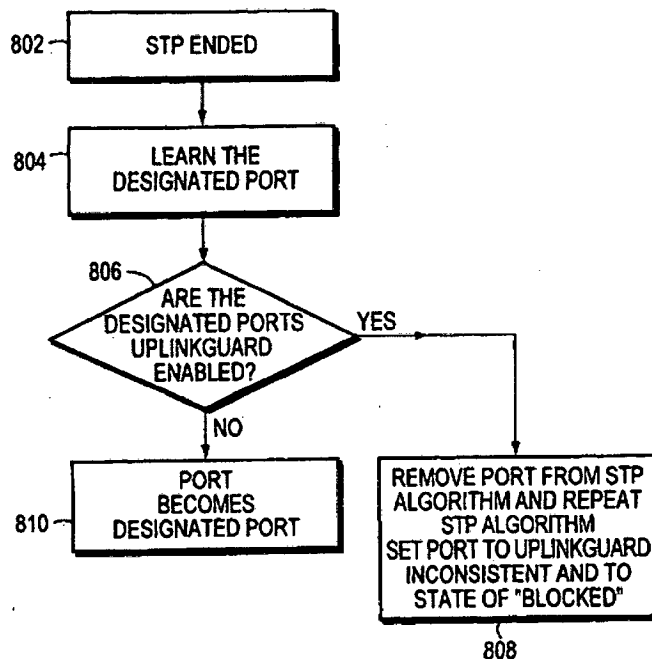 802
STP ENDED
804
LEARN THE
DESIGNATED PORT
806
ARE THE
DESIGNATED PORTS
UPLINKGUARD
ENABLED?
YES
NO
810
PORT
BECOMES
DESIGNATED PORT
REMOVE PORT FROM STP
ALGORITHM AND REPEAT
STP ALGORITHM
SET PORT TO UPLINKGUARD
INCONSISTENT AND TO
STATE OF "BLOCKED"
808